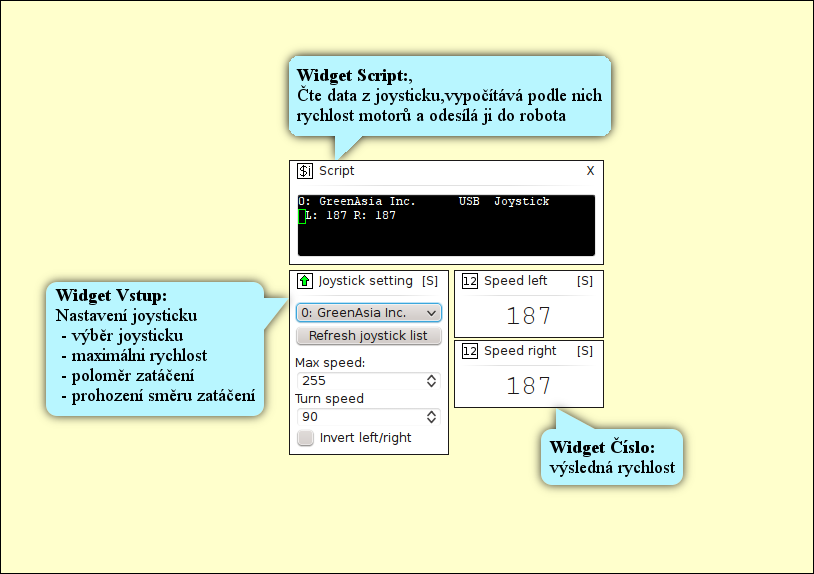 Widget Script:,
Čte data z joysticku,vypočítává podle nich
rychlost motorů a odesílá ji do robota
$i Script X
0: GreenAsia Inc. USB Joystick
L: 187 R: 187
Widget Vstup:
Nastavení joysticku
- výběr joysticku
- maximálni rychlost
- poloměr zatáčení
- prohození směru zatáčení
Joystick setting [S]
0: GreenAsia Inc.
Refresh joystick list
Max speed:
255
Turn speed
90
Invert left/right
12 Speed left [S]
187
12 Speed right [S]
187
Widget Číslo:
výsledná rychlost